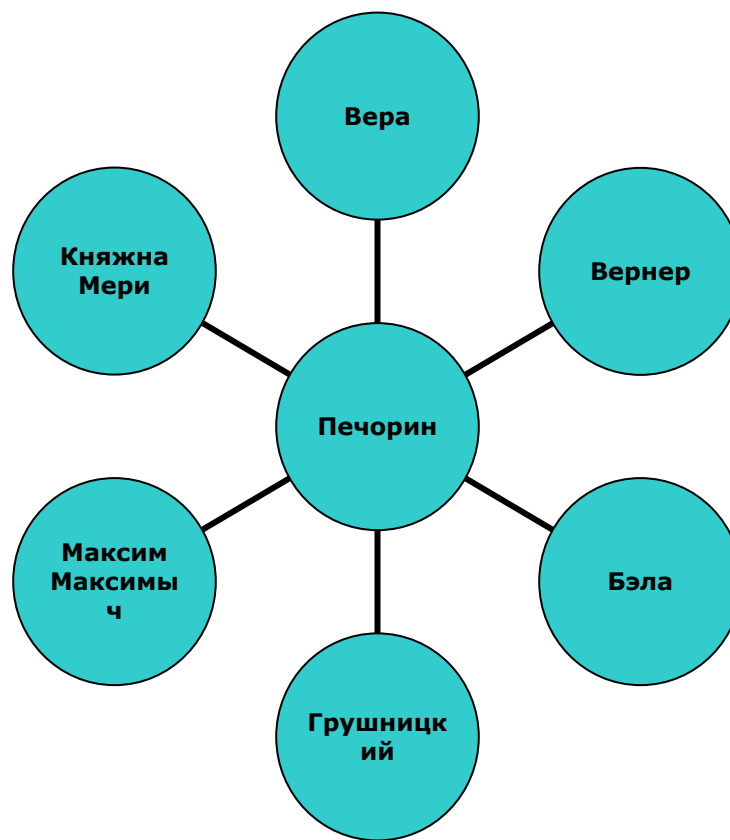 Вера
Княжна
Мери
Вернер
Печорин
Максим
Максимы
ч
Бэла
Грушницк
ий